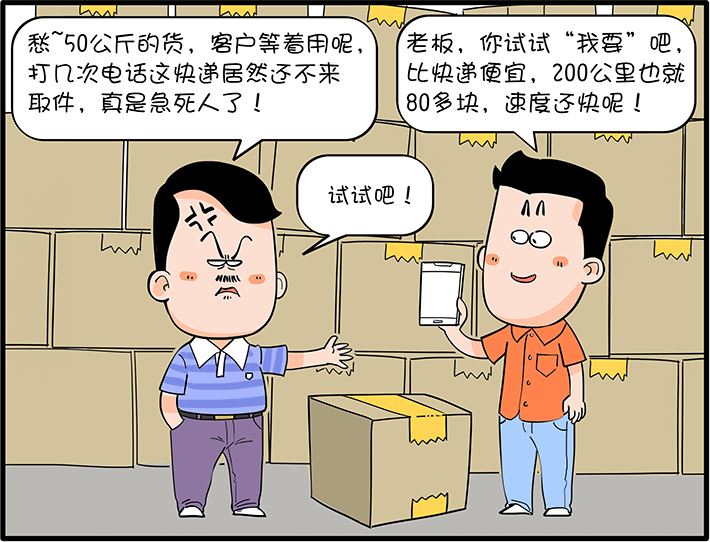 愁~50公斤的货，客户等着用呢，
打几次电话这快递居然还不来
取件，真是急死人了！
老板，你试试“我要”吧，
比快递便宜，200公里也就
80多块，速度还快呢！
试试吧！